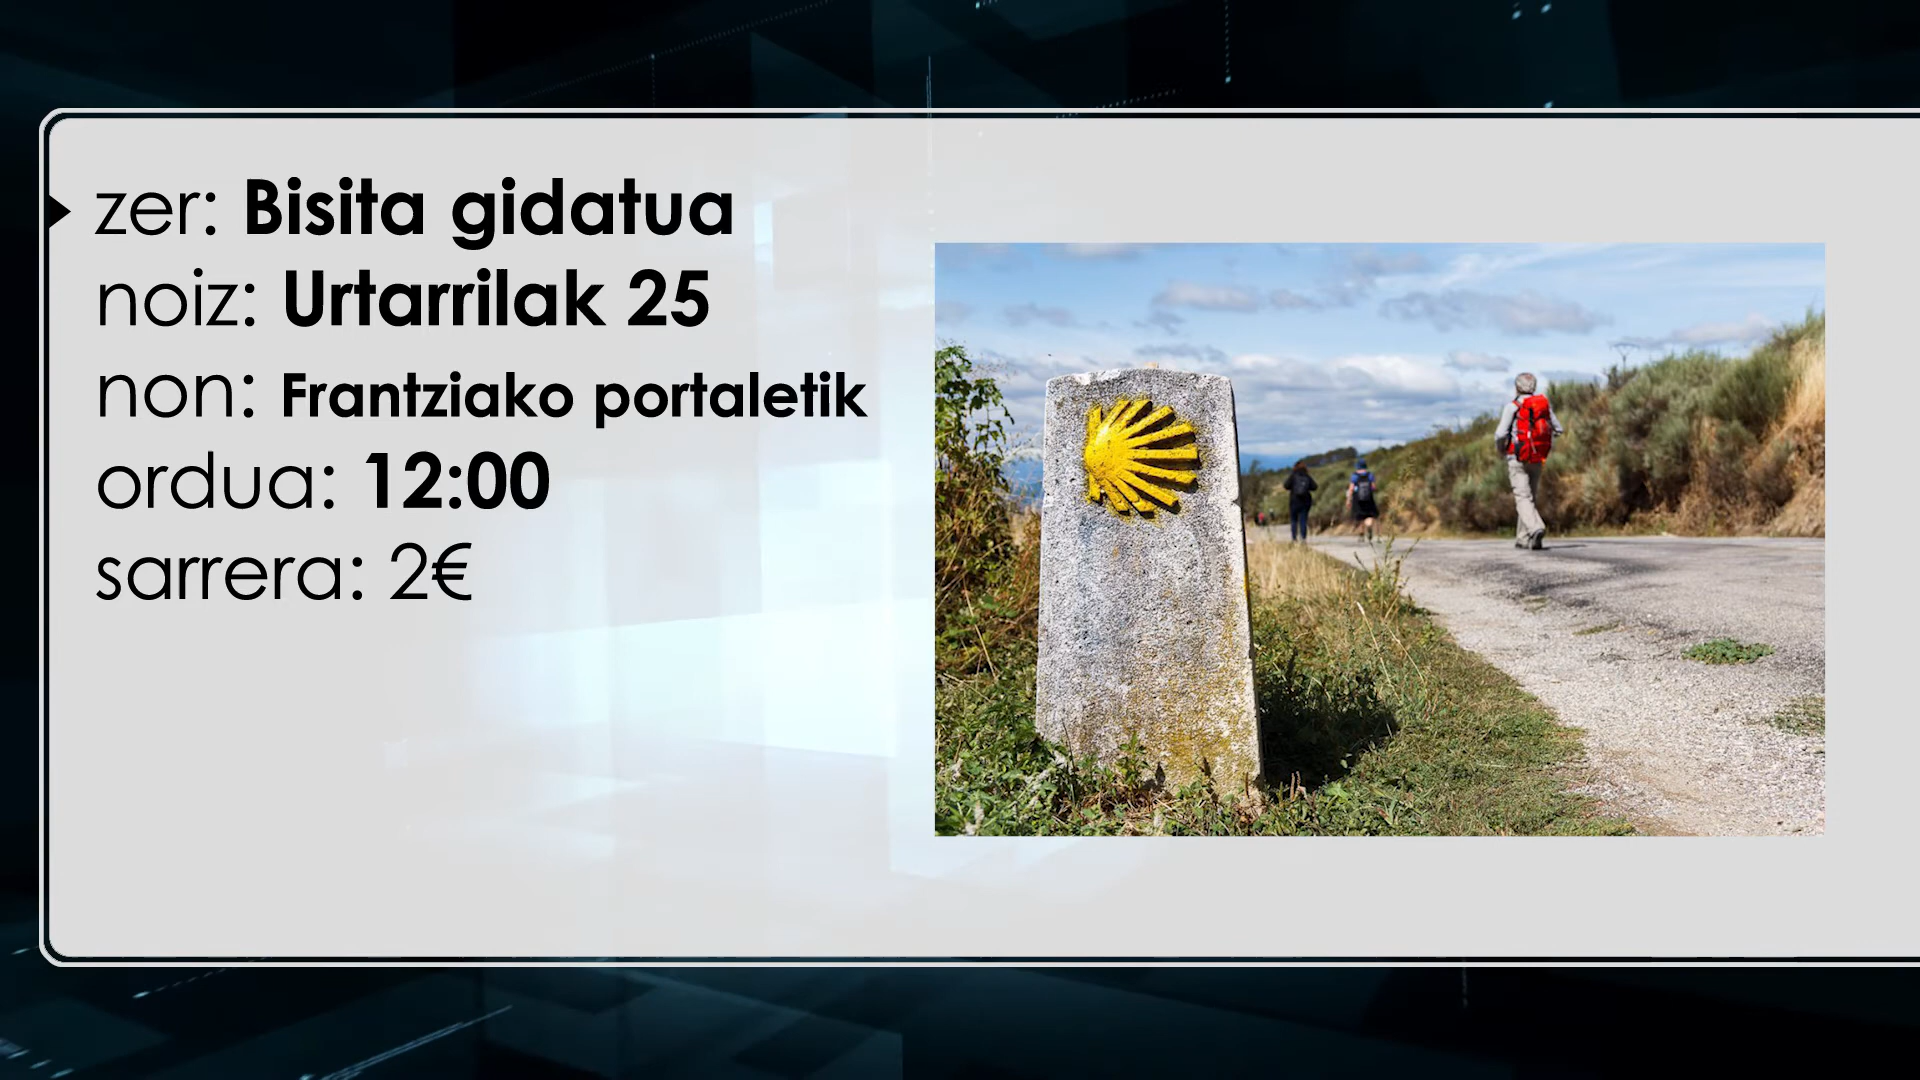 zer: Bisita gidatua
noiz: Urtarrilak 25
non: Frantziako portaletik
ordua: 12:00
sarrera: 2€